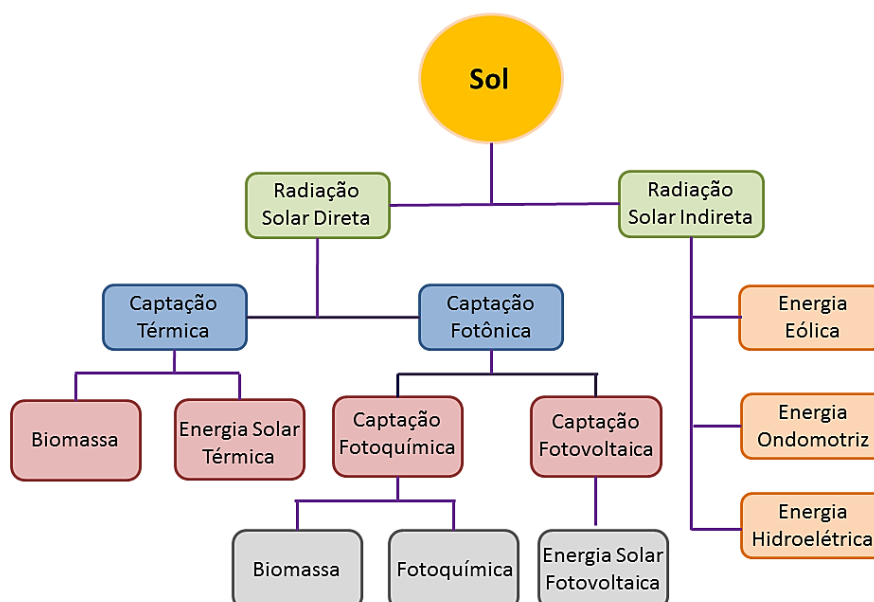 Sol
Radiação
Solar Direta
Radiação
Solar Indireta
Captação
Térmica
Captação
Fotônica
Energia
Eólica
Biomassa
Energia Solar
Térmica
Captação
Fotoquímica
Captação
Fotovoltaica
Energia
Ondomotriz
Energia
Hidroelétrica
Biomassa
Fotoquímica
Energia Solar
Fotovoltaica